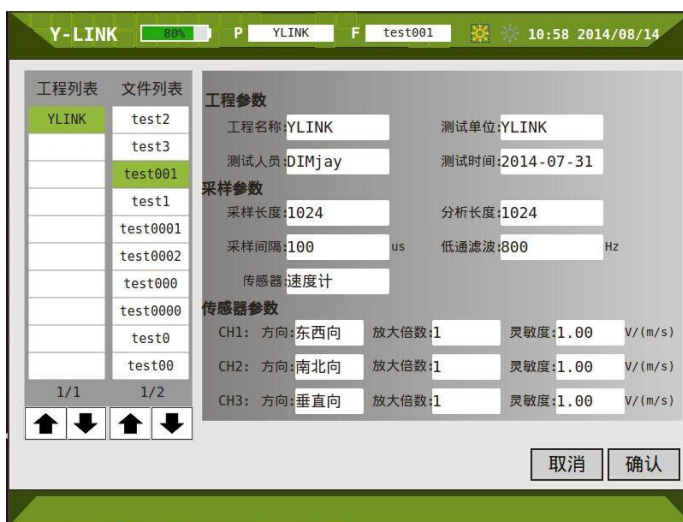 Y-LINK 80% P YLINK F test001 10:58 2014/08/14
工程列表 文件列表
YLINK test2
test3
test001
test1
test0001
test0002
test000
test0000
test0
test00
1/1 1/2
工程参数
工程名称:YLINK 测试单位:YLINK
测试人员:DIMjay 测试时间:2014-07-31
采样参数
采样长度:1024 分析长度:1024
采样间隔:100 us 低通滤波:800 Hz
传感器:速度计
传感器参数
CH1: 方向:东西向 放大倍数:1 灵敏度:1.00 V/(m/s)
CH2: 方向:南北向 放大倍数:1 灵敏度:1.00 V/(m/s)
CH3: 方向:垂直向 放大倍数:1 灵敏度:1.00 V/(m/s)
取消 确认